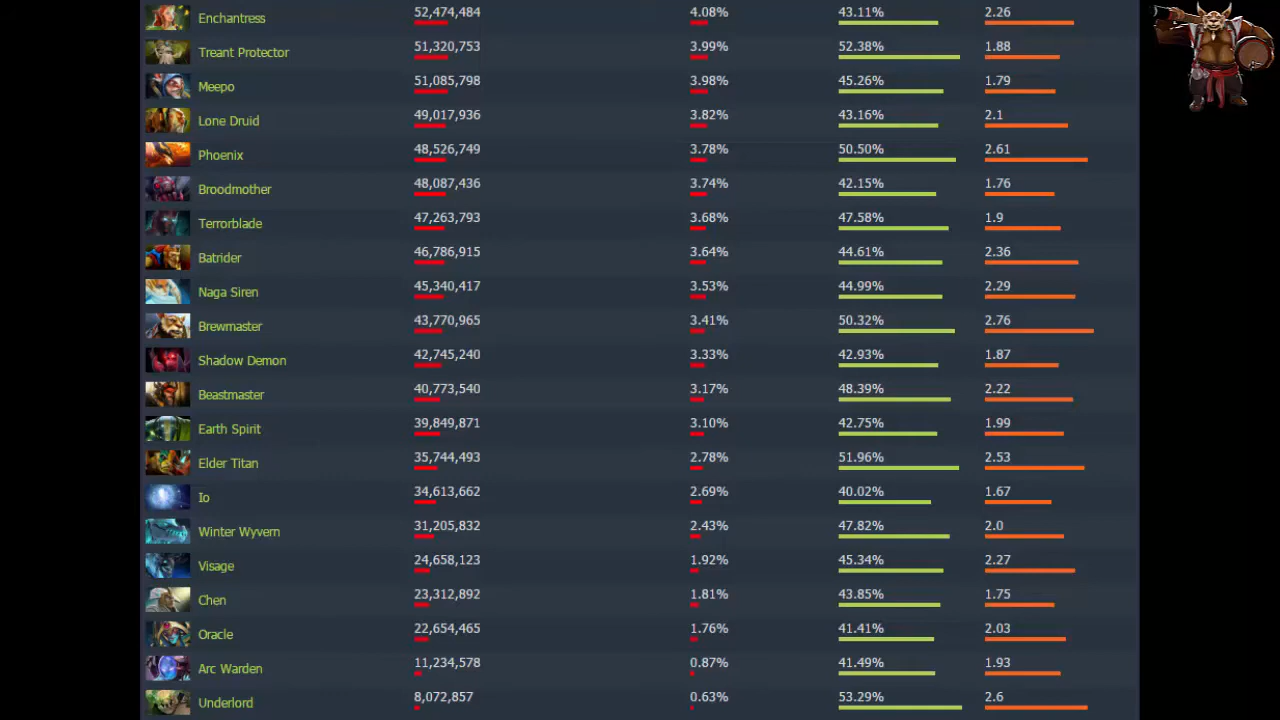 Enchantress 52,474,484 4.08% 43.11% 2.26
Treant Protector 51,320,753 3.99% 52.38% 1.88
Meepo 51,085,798 3.98% 45.26% 1.79
Lone Druid 49,017,936 3.82% 43.16% 2.1
Phoenix 48,526,749 3.78% 50.50% 2.61
Broodmother 48,087,436 3.74% 42.15% 1.76
Terrorblade 47,263,793 3.68% 47.58% 1.9
Batrider 46,786,915 3.64% 44.61% 2.36
Naga Siren 45,340,417 3.53% 44.99% 2.29
Brewmaster 43,770,965 3.41% 50.32% 2.76
Shadow Demon 42,745,240 3.33% 42.93% 1.87
Beastmaster 40,773,540 3.17% 48.39% 2.22
Earth Spirit 39,849,871 3.10% 42.75% 1.99
Elder Titan 35,744,493 2.78% 51.96% 2.53
Io 34,613,662 2.69% 40.02% 1.67
Winter Wyvern 31,205,832 2.43% 47.82% 2.0
Visage 24,658,123 1.92% 45.34% 2.27
Chen 23,312,892 1.81% 43.85% 1.75
Oracle 22,654,465 1.76% 41.41% 2.03
Arc Warden 11,234,578 0.87% 41.49% 1.93
Underlord 8,072,857 0.63% 53.29% 2.6